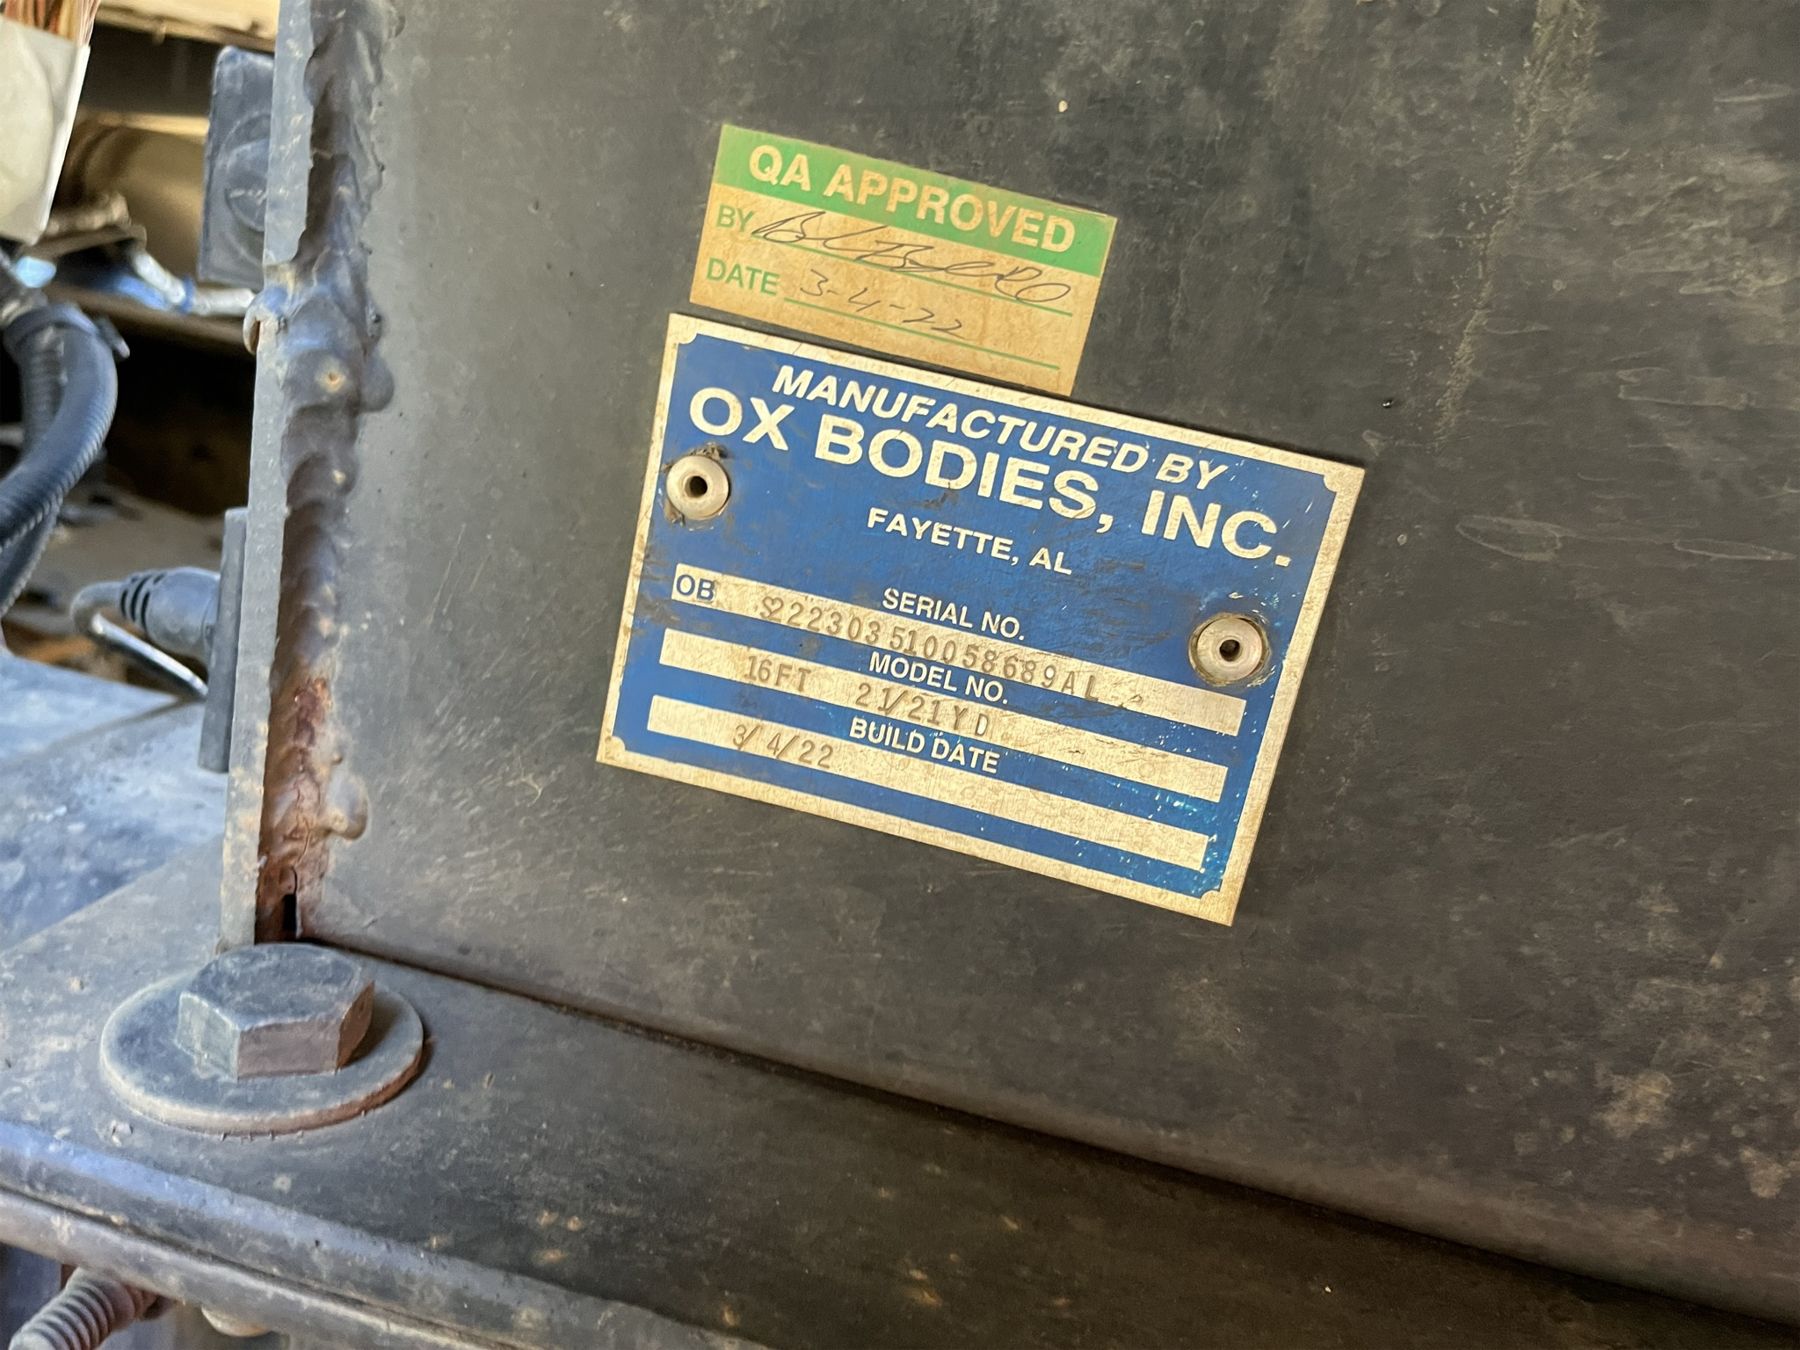 QA APPROVED
BY
DATE 3-4-22
MANUFACTURED BY
OX BODIES, INC.
FAYETTE, AL
SERIAL NO.
OB S222303510058689AL
MODEL NO.
16FT 21/21YD
BUILD DATE
3/4/22